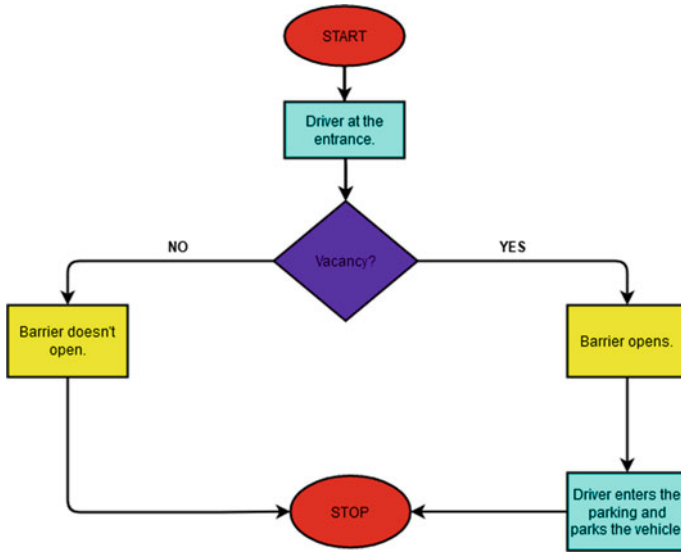 START
Driver at the
entrance.
Vacancy?
NO
YES
Barrier doesn't
open.
Barrier opens.
Driver enters the
parking and
parks the vehicle
STOP